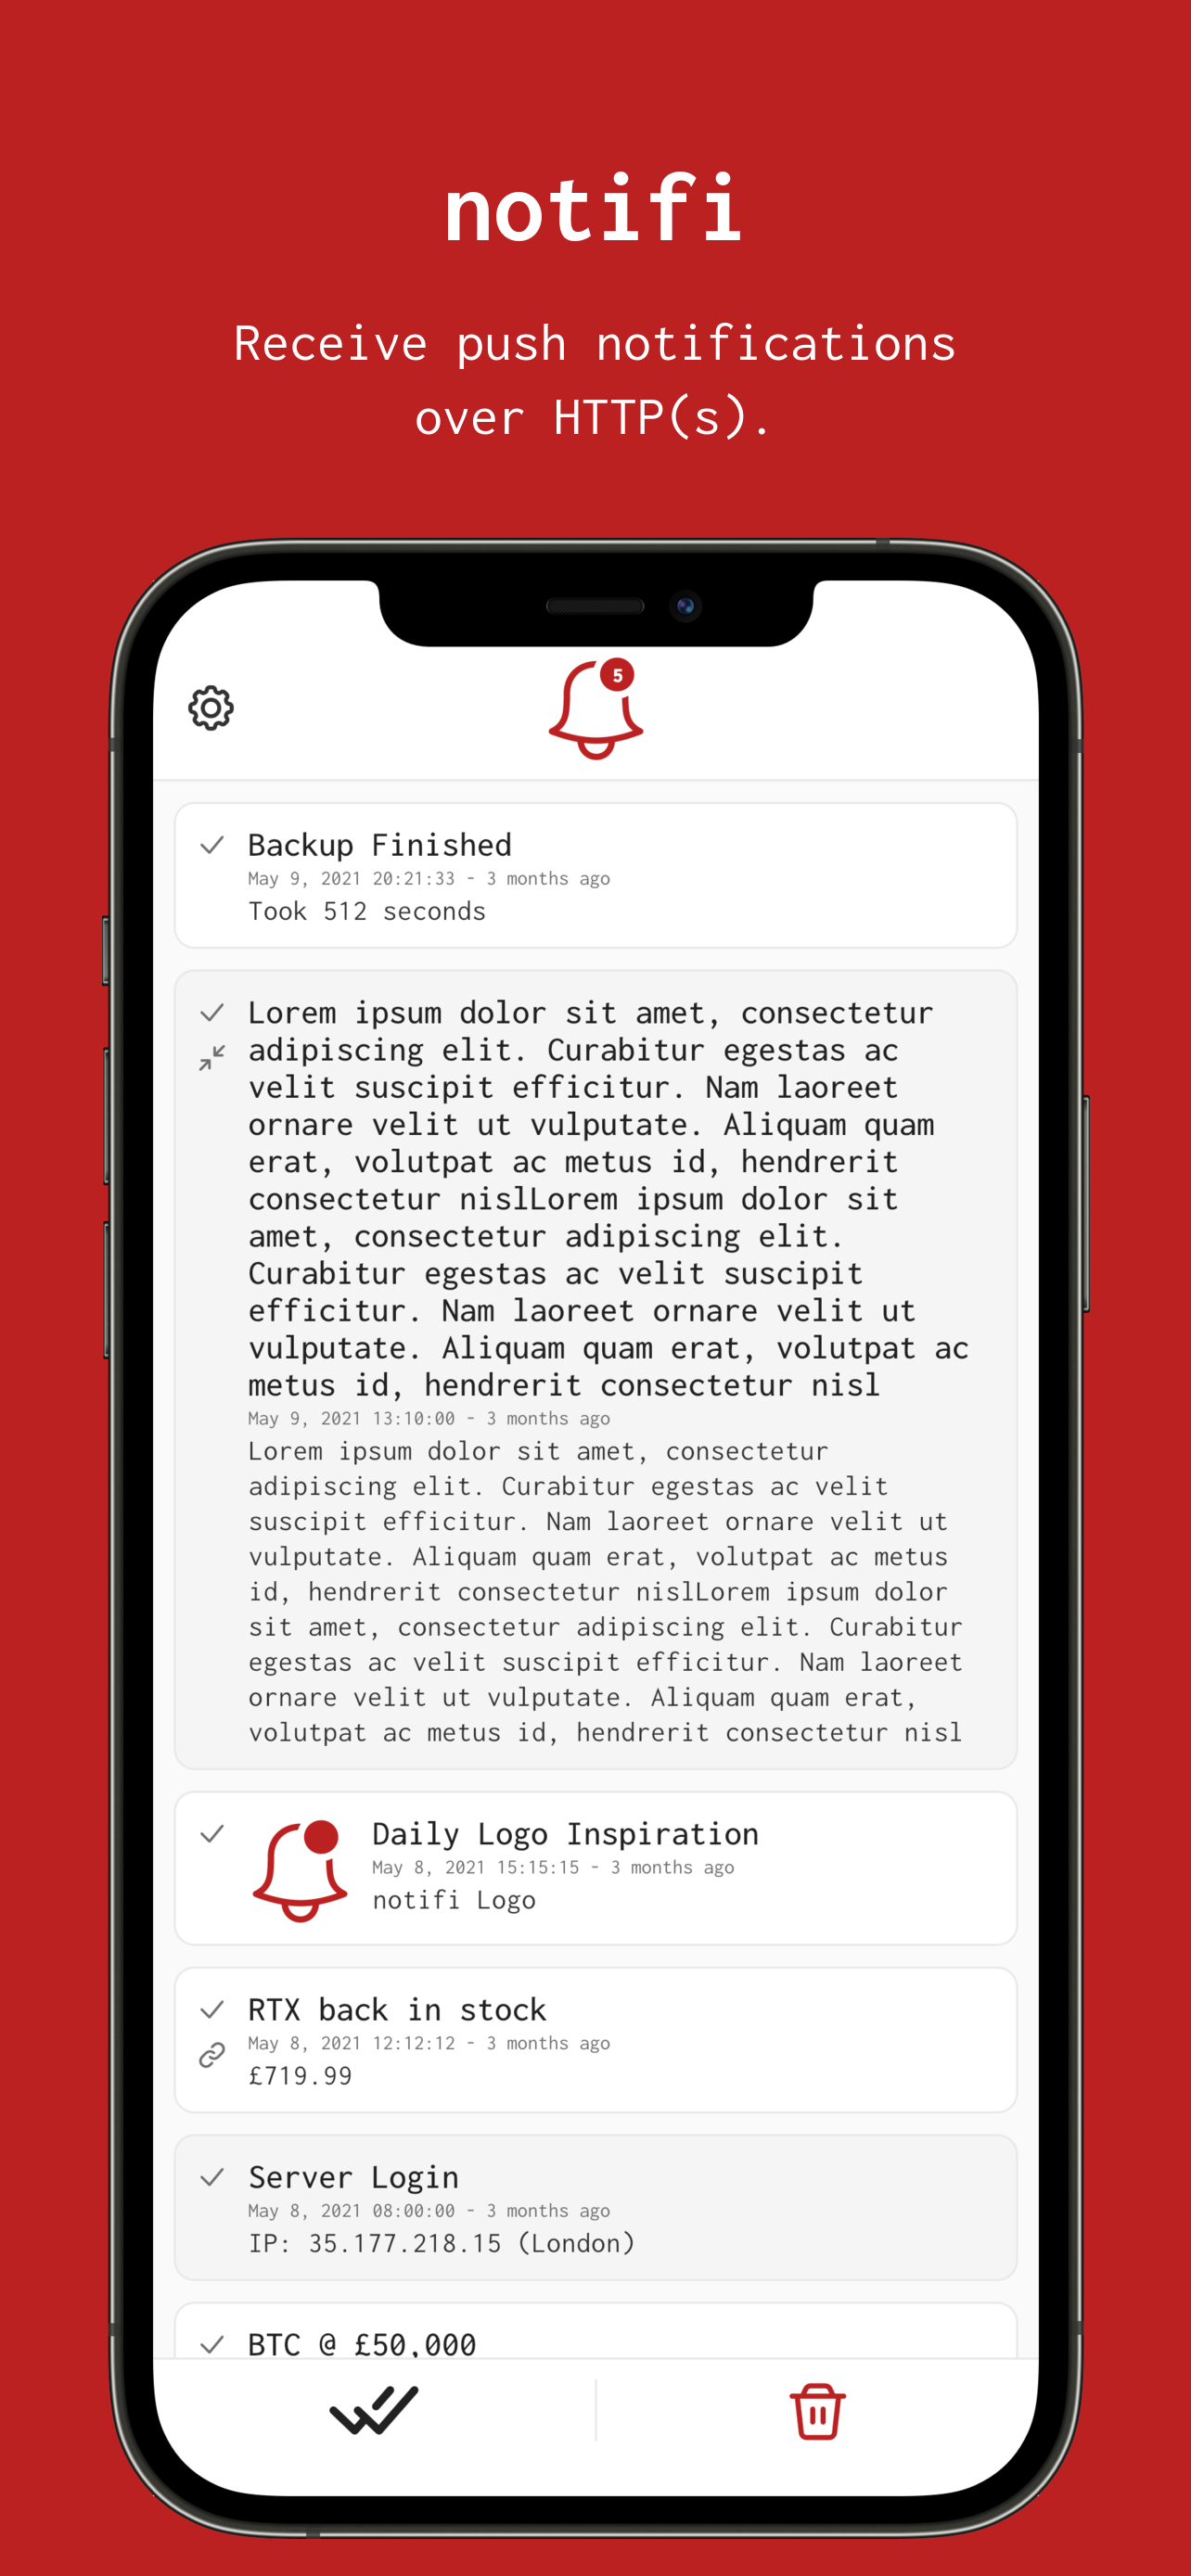 notifi
Receive push notifications
over HTTP(s).
5
Backup Finished
May 9, 2021 20:21:33 - 3 months ago
Took 512 seconds
Lorem ipsum dolor sit amet, consectetur
adipiscing elit. Curabitur egestas ac
velit suscipit efficitur. Nam laoreet
ornare velit ut vulputate. Aliquam quam
erat, volutpat ac metus id, hendrerit
consectetur nislLorem ipsum dolor sit
amet, consectetur adipiscing elit.
Curabitur egestas ac velit suscipit
efficitur. Nam laoreet ornare velit ut
vulputate. Aliquam quam erat, volutpat ac
metus id, hendrerit consectetur nisl
May 9, 2021 13:10:00 - 3 months ago
Lorem ipsum dolor sit amet, consectetur
adipiscing elit. Curabitur egestas ac velit
suscipit efficitur. Nam laoreet ornare velit ut
vulputate. Aliquam quam erat, volutpat ac metus
id, hendrerit consectetur nislLorem ipsum dolor
sit amet, consectetur adipiscing elit. Curabitur
egestas ac velit suscipit efficitur. Nam laoreet
ornare velit ut vulputate. Aliquam quam erat,
volutpat ac metus id, hendrerit consectetur nisl
Daily Logo Inspiration
May 8, 2021 15:15:15 - 3 months ago
notifi Logo
RTX back in stock
May 8, 2021 12:12:12 - 3 months ago
£719.99
Server Login
May 8, 2021 08:00:00 - 3 months ago
IP: 35.177.218.15 (London)
BTC @ £50,000